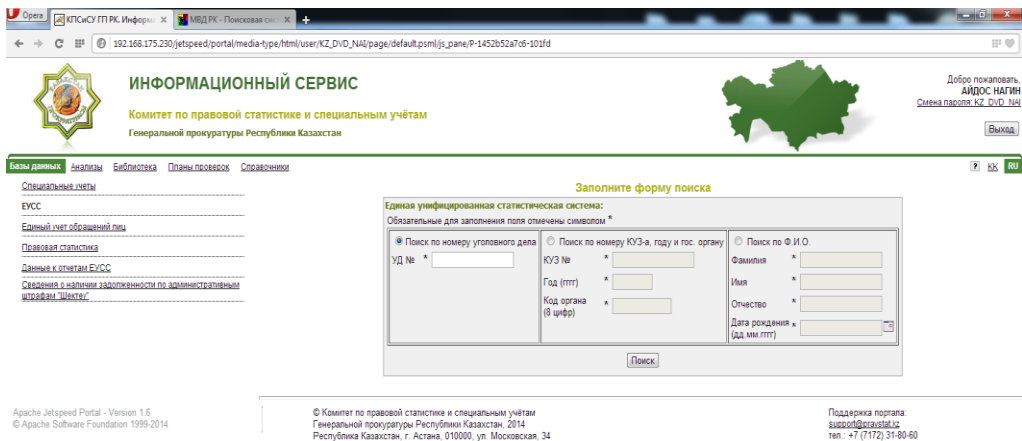 Opera
КПСиСУ ГП РК. Информ
МВД РК - Поисковая сис
192.168.175.230/jetspeed/portal/media-type/html/user/KZ_DVD_NAI/page/default.psml/js_pane/P-1452b52a7c6-101fd
ИНФОРМАЦИОННЫЙ СЕРВИС
Комитет по правовой статистике и специальным учётам
Генеральной прокуратуры Республики Казахстан
Добро пожаловать,
АЙДОС НАГИН
Смена пароля: KZ_DVD_NAI
Выход
Базы данных Анализы Библиотека Планы проверок Справочники
? KK RU
Специальные учеты
ЕУСС
Единый учет обращений лиц
Правовая статистика
Данные к отчетам ЕУСС
Сведения о наличии задолженности по административным
штрафам "Шектеу"
Заполните форму поиска
Единая унифицированная статистическая система:
Обязательные для заполнения поля отмечены символом *
Поиск по номеру уголовного дела
УД № *
Поиск по номеру КУЗ-а, году и гос. органу
КУЗ № *
Год (гггг) *
Код органа *
(8 цифр)
Поиск по Ф.И.О.
Фамилия *
Имя *
Отчество *
Дата рождения *
(дд.мм.гггг)
Поиск
Apache Jetspeed Portal - Version 1.6
© Apache Software Foundation 1999-2014
© Комитет по правовой статистике и специальным учётам
Генеральной прокуратуры Республики Казахстан, 2014
Республика Казахстан, г. Астана, 010000, ул. Московская, 34
Поддержка портала:
support@pravstat.kz
тел.: +7 (7172) 31-80-60